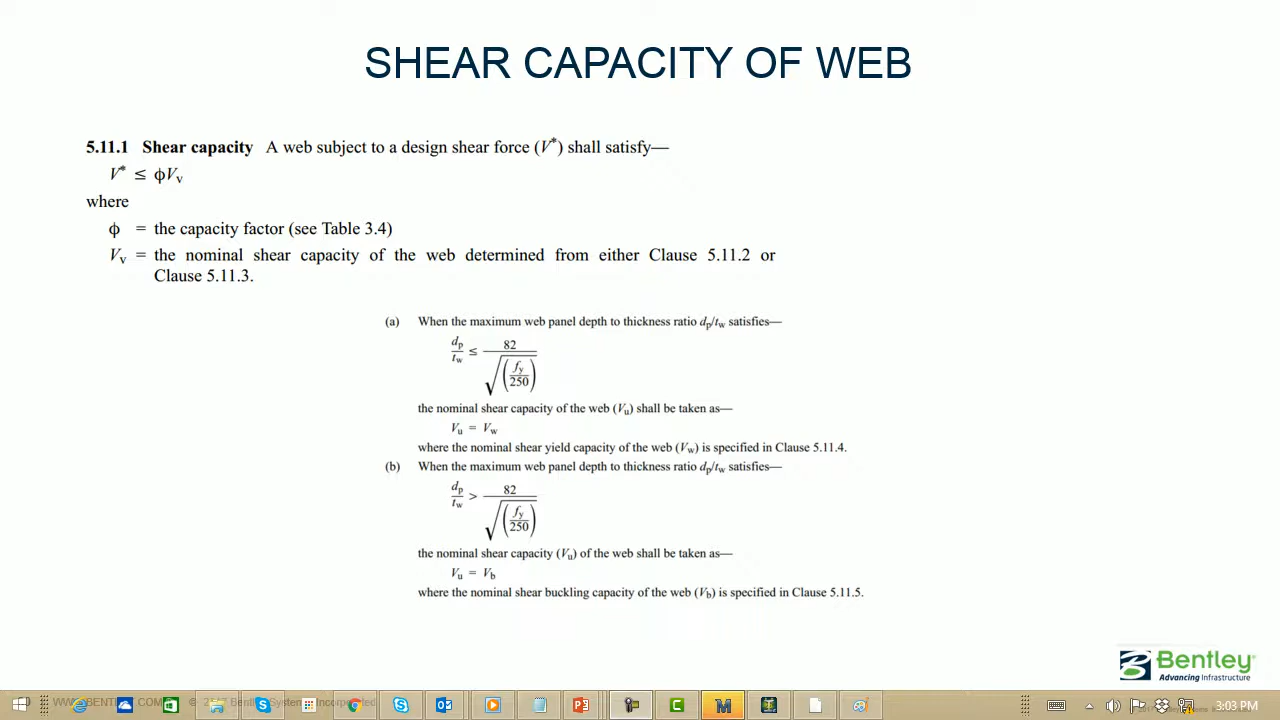 SHEAR CAPACITY OF WEB
5.11.1 Shear capacity A web subject to a design shear force (V*) shall satisfy—
V* ≤ ϕVv
where
ϕ = the capacity factor (see Table 3.4)
Vv = the nominal shear capacity of the web determined from either Clause 5.11.2 or
Clause 5.11.3.
(a) When the maximum web panel depth to thickness ratio dp/tw satisfies—
dp/tw ≤ 82/√(fy/250)
the nominal shear capacity of the web (Vu) shall be taken as—
Vu = Vw
where the nominal shear yield capacity of the web (Vw) is specified in Clause 5.11.4.
(b) When the maximum web panel depth to thickness ratio dp/tw satisfies—
dp/tw > 82/√(fy/250)
the nominal shear capacity (Vu) of the web shall be taken as—
Vu = Vb
where the nominal shear buckling capacity of the web (Vb) is specified in Clause 5.11.5.
Bentley
Advancing Infrastructure
3:03 PM